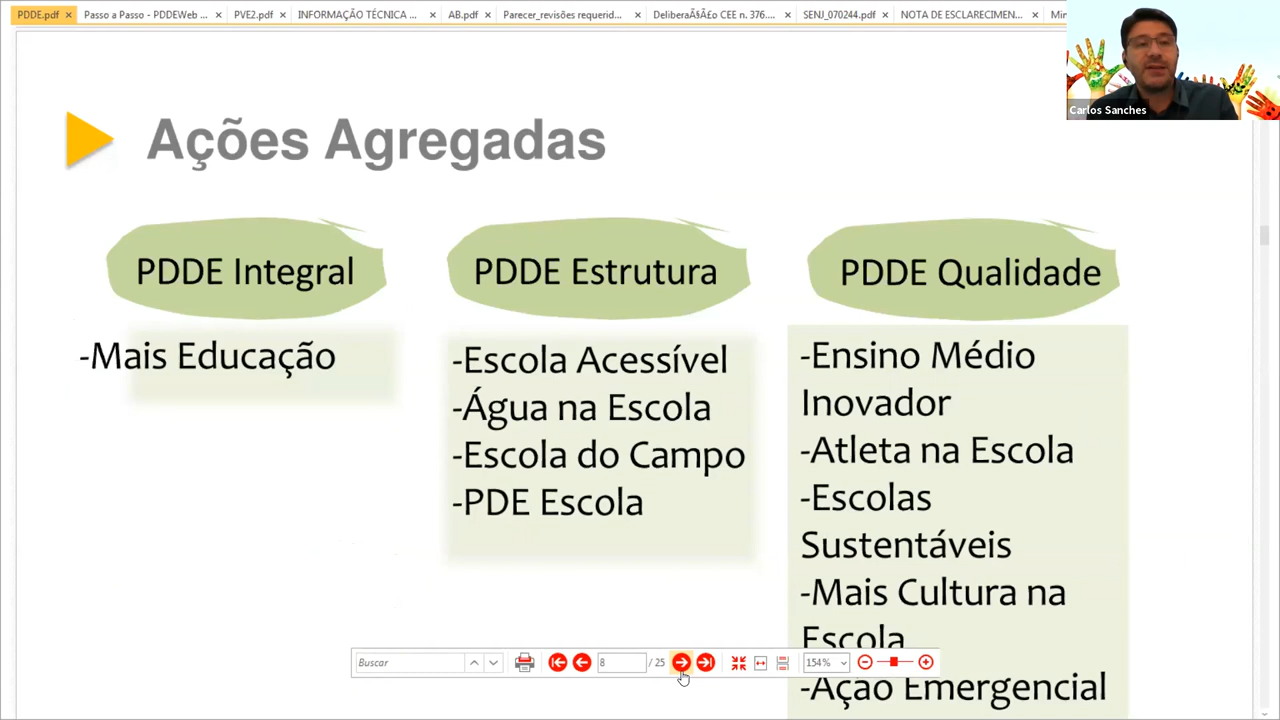 PDDE.pdf
Passo a Passo - PDDEWeb ...
PVE2.pdf
INFORMAÇÃO TÉCNICA ...
AB.pdf
Parecer_revisões requerid...
DeliberaÃ§Ã£o CEE n. 376....
SENJ_070244.pdf
NOTA DE ESCLARECIMEN...
Carlos Sanches
Ações Agregadas
PDDE Integral
-Mais Educação
PDDE Estrutura
-Escola Acessível
-Água na Escola
-Escola do Campo
-PDE Escola
PDDE Qualidade
-Ensino Médio
Inovador
-Atleta na Escola
-Escolas
Sustentáveis
-Mais Cultura na
Escola
-Ação Emergencial
Buscar
8
/ 25
154%